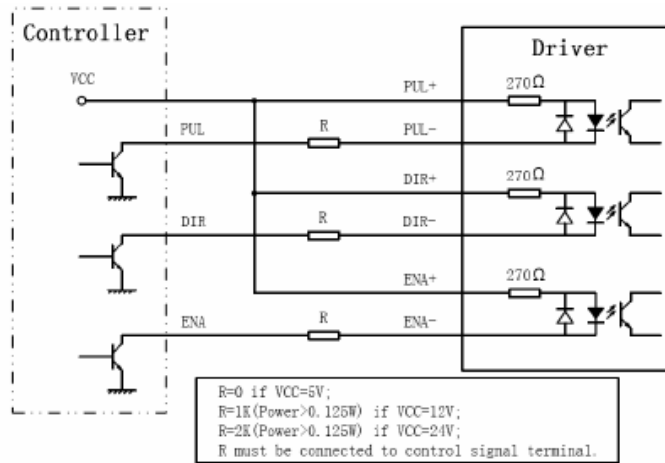 Controller
Driver
VCC
PUL+
270Ω
PUL
R
PUL-
DIR+
270Ω
DIR
R
DIR-
ENA+
270Ω
ENA
R
ENA-
R=0 if VCC=5V;
R=1K(Power>0.125W) if VCC=12V;
R=2K(Power>0.125W) if VCC=24V;
R must be connected to control signal terminal.